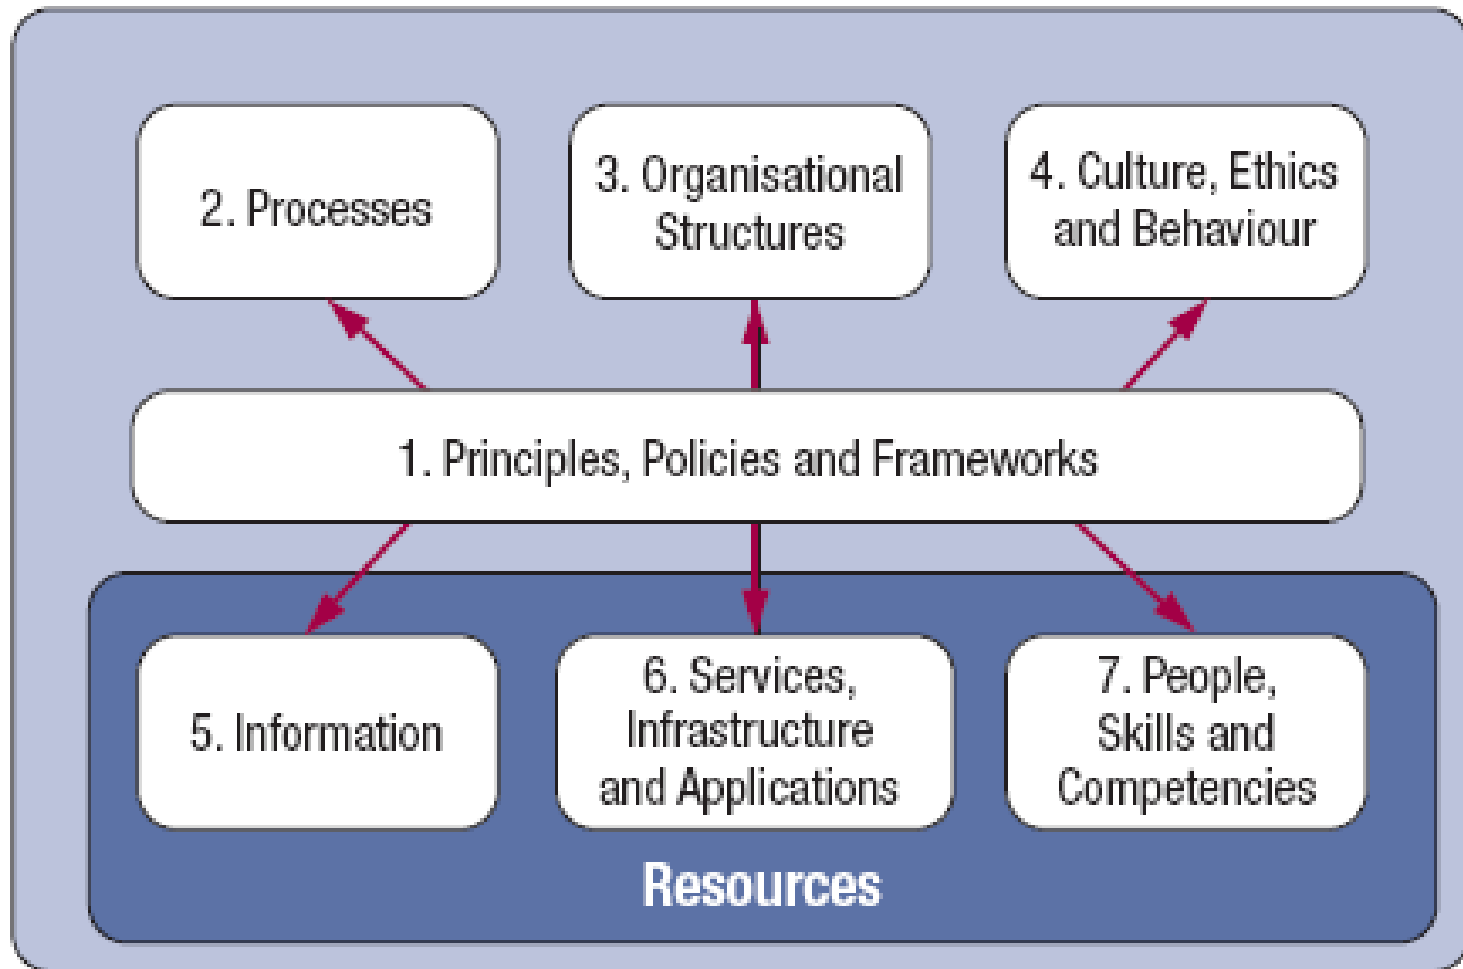 2. Processes
3. Organisational
Structures
4. Culture, Ethics
and Behaviour
1. Principles, Policies and Frameworks
5. Information
6. Services,
Infrastructure
and Applications
7. People,
Skills and
Competencies
Resources